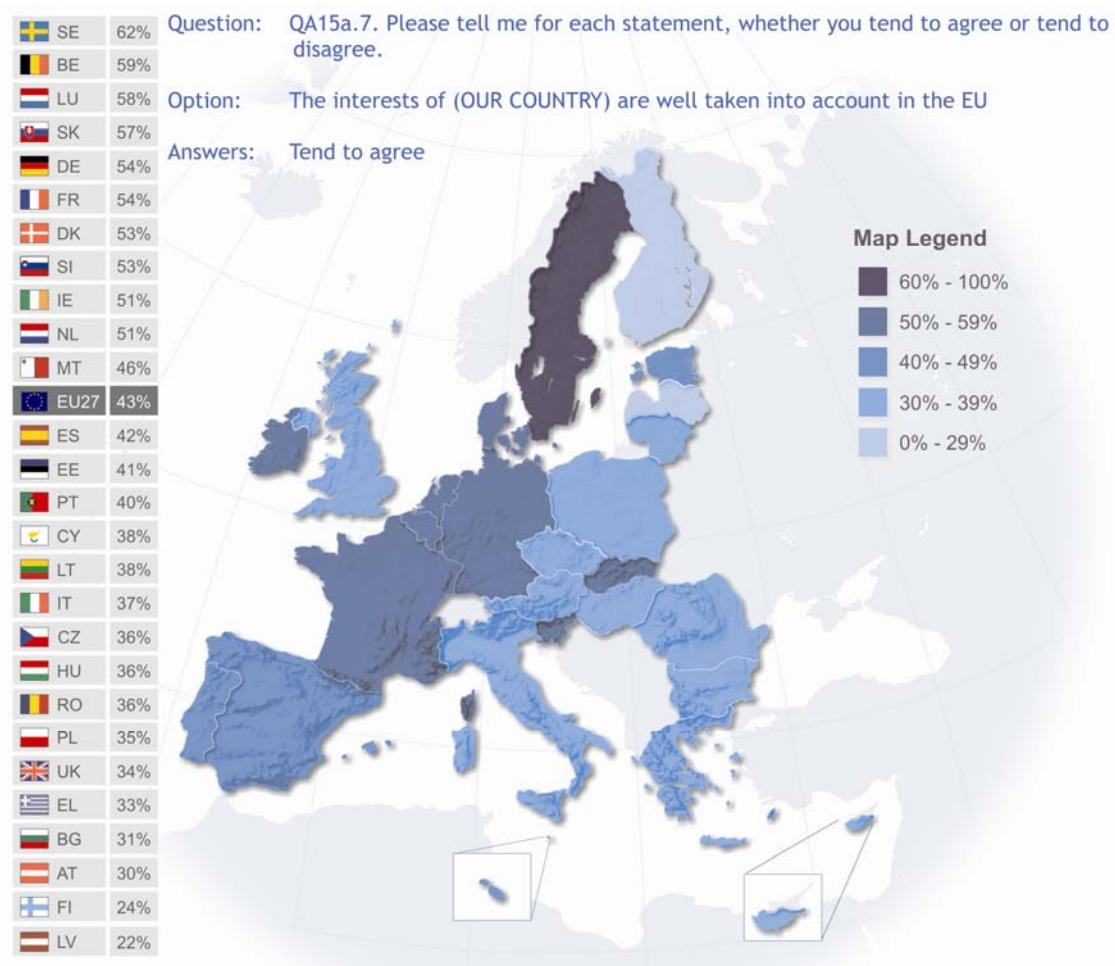 Question: QA15a.7. Please tell me for each statement, whether you tend to agree or tend to
disagree.
Option: The interests of (OUR COUNTRY) are well taken into account in the EU
Answers: Tend to agree
SE 62%
BE 59%
LU 58%
SK 57%
DE 54%
FR 54%
DK 53%
SI 53%
IE 51%
NL 51%
MT 46%
EU27 43%
ES 42%
EE 41%
PT 40%
CY 38%
LT 38%
IT 37%
CZ 36%
HU 36%
RO 36%
PL 35%
UK 34%
EL 33%
BG 31%
AT 30%
FI 24%
LV 22%
Map Legend
60% - 100%
50% - 59%
40% - 49%
30% - 39%
0% - 29%